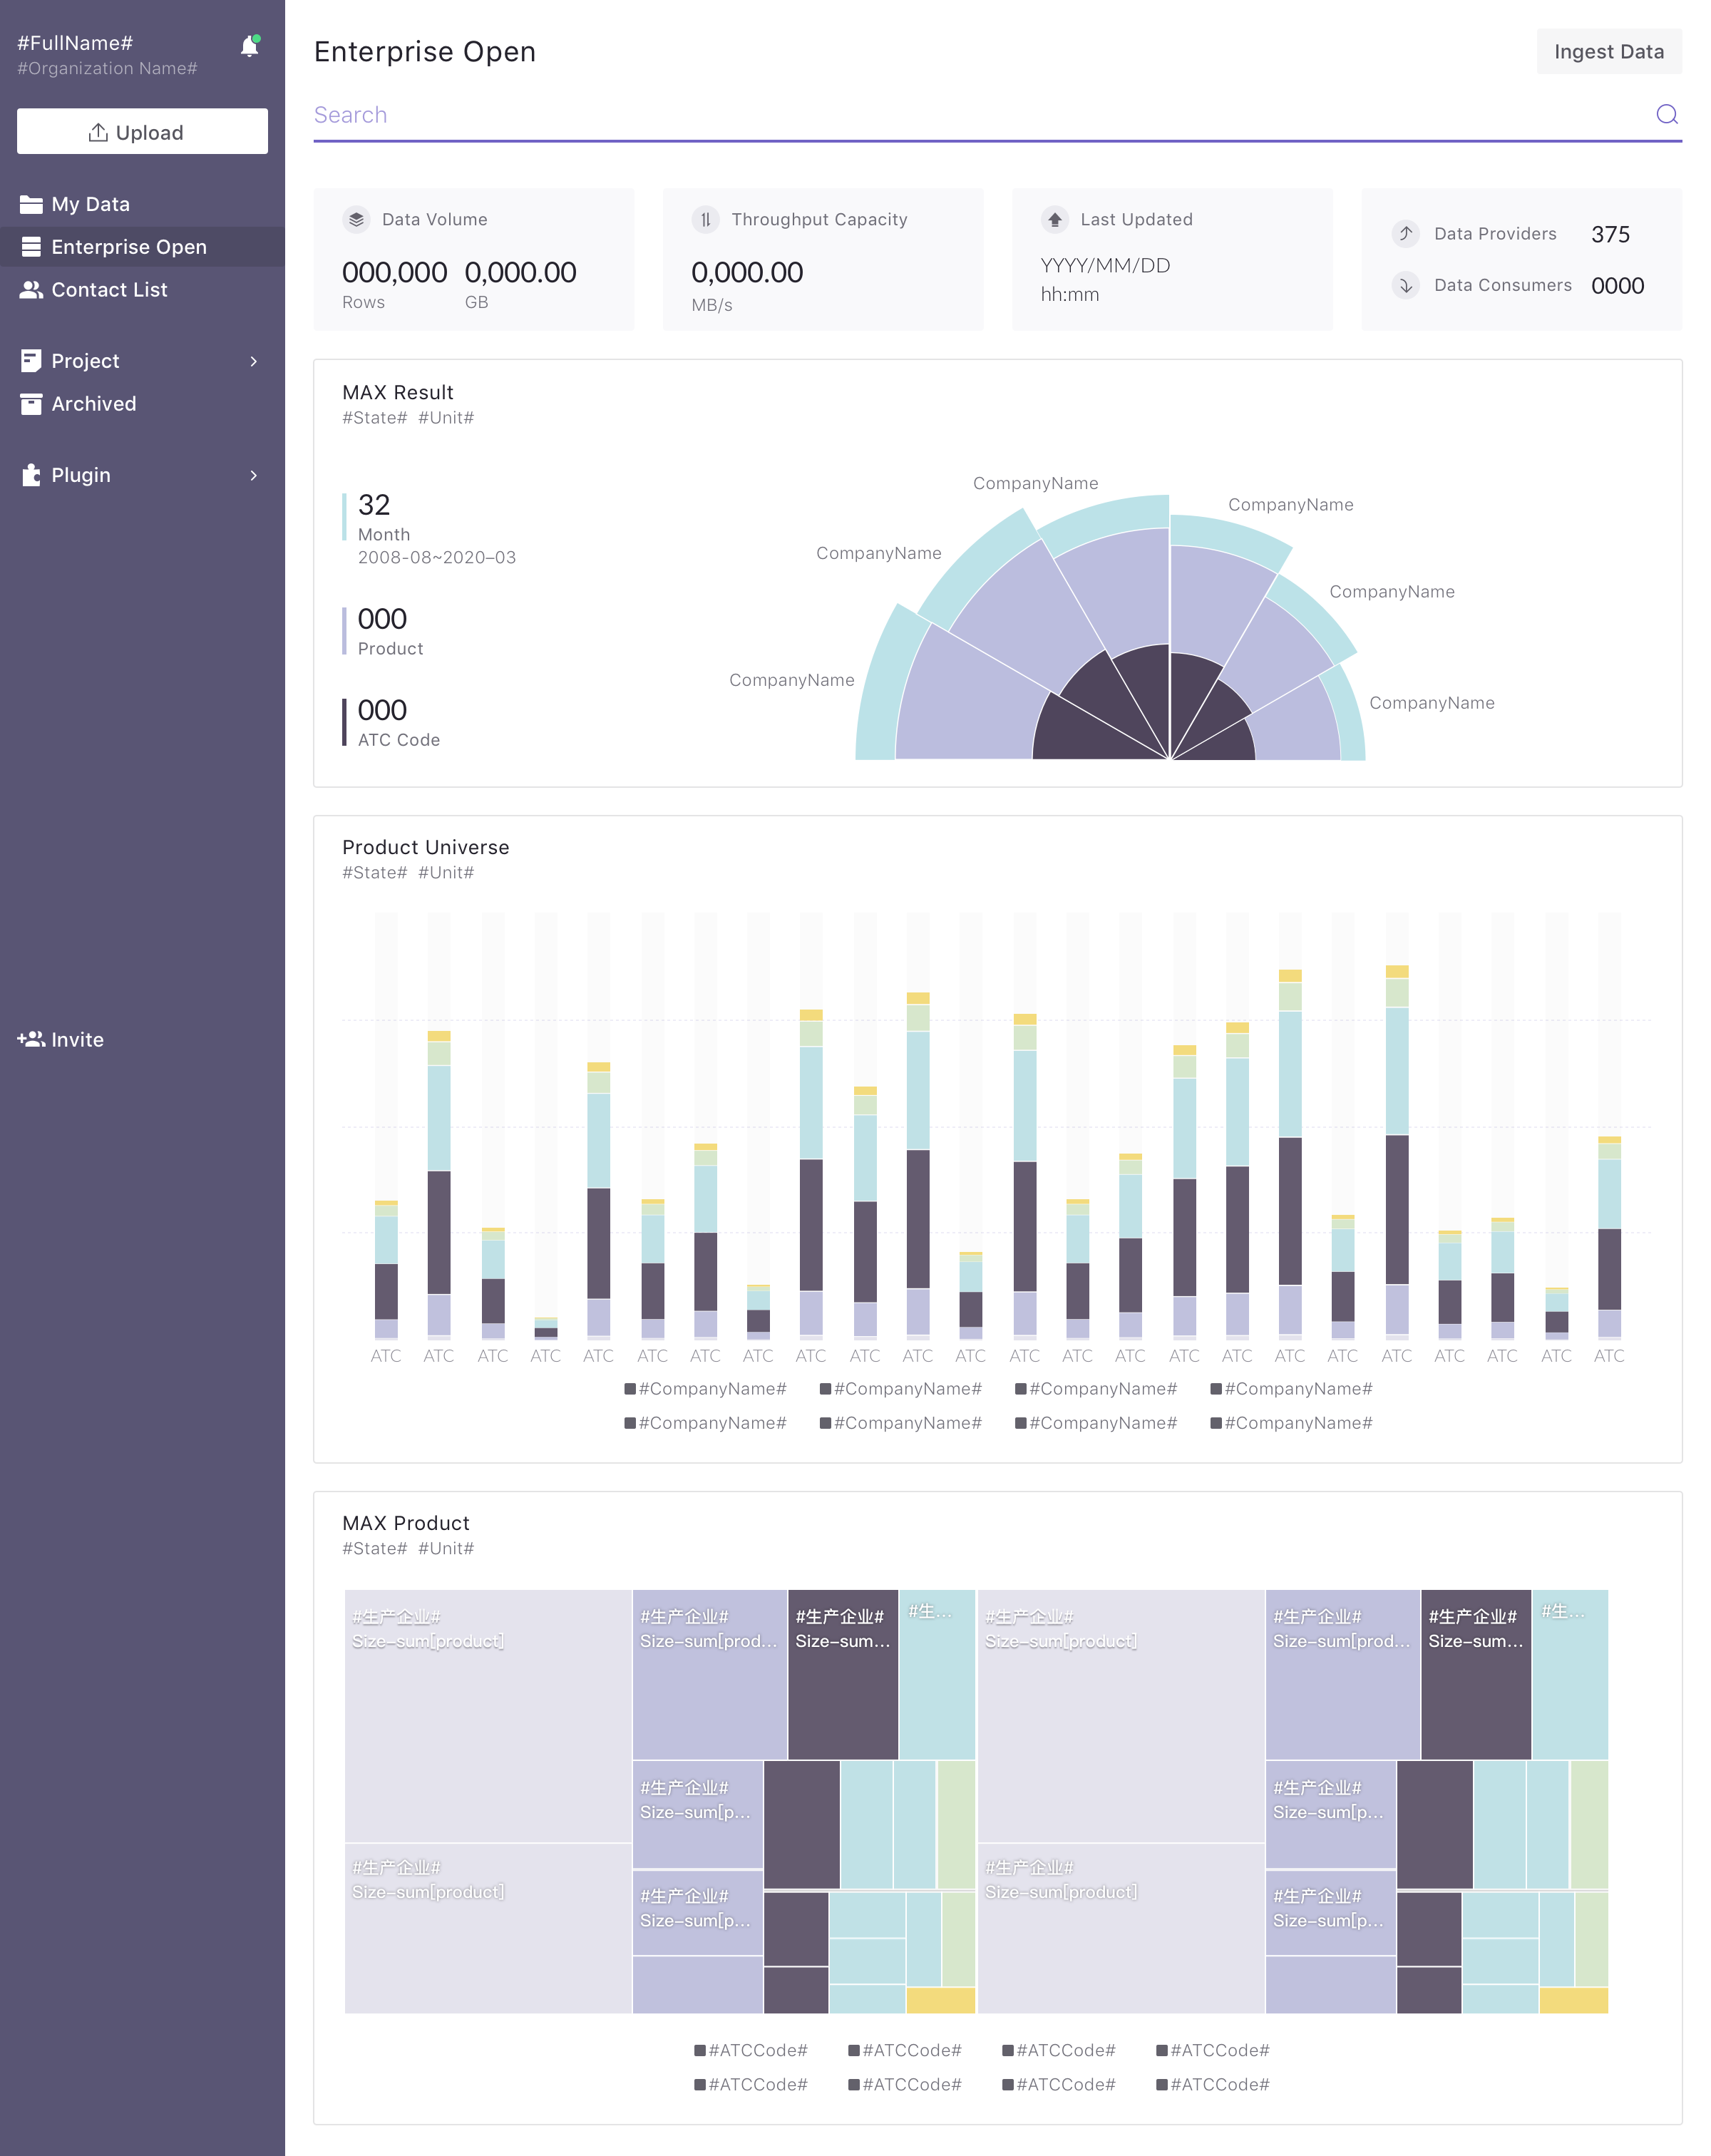 #FullName#
#Organization Name#
Upload
My Data
Enterprise Open
Contact List
Project
Archived
Plugin
Invite
Enterprise Open
Ingest Data
Search
Data Volume
000,000 0,000.00
Rows GB
Throughput Capacity
0,000.00
MB/s
Last Updated
YYYY/MM/DD
hh:mm
Data Providers 375
Data Consumers 0000
MAX Result
#State# #Unit#
32
Month
2008-08~2020-03
000
Product
000
ATC Code
CompanyName
CompanyName
CompanyName
CompanyName
CompanyName
CompanyName
Product Universe
#State# #Unit#
ATC ATC ATC ATC ATC ATC ATC ATC ATC ATC ATC ATC ATC ATC ATC ATC ATC ATC ATC ATC ATC ATC ATC ATC
#CompanyName# #CompanyName# #CompanyName# #CompanyName#
#CompanyName# #CompanyName# #CompanyName# #CompanyName#
MAX Product
#State# #Unit#
#生产企业# #生产企业# #生产企业# #生... #生产企业# #生产企业# #生产企业# #生...
Size-sum[product] Size-sum[prod... Size-sum... Size-sum[product] Size-sum[prod... Size-sum...
#生产企业# #生产企业#
Size-sum[p... Size-sum[p...
#生产企业# #生产企业#
Size-sum[product] Size-sum[product]
#生产企业# #生产企业#
Size-sum[p... Size-sum[p...
#ATCCode# #ATCCode# #ATCCode# #ATCCode#
#ATCCode# #ATCCode# #ATCCode# #ATCCode#